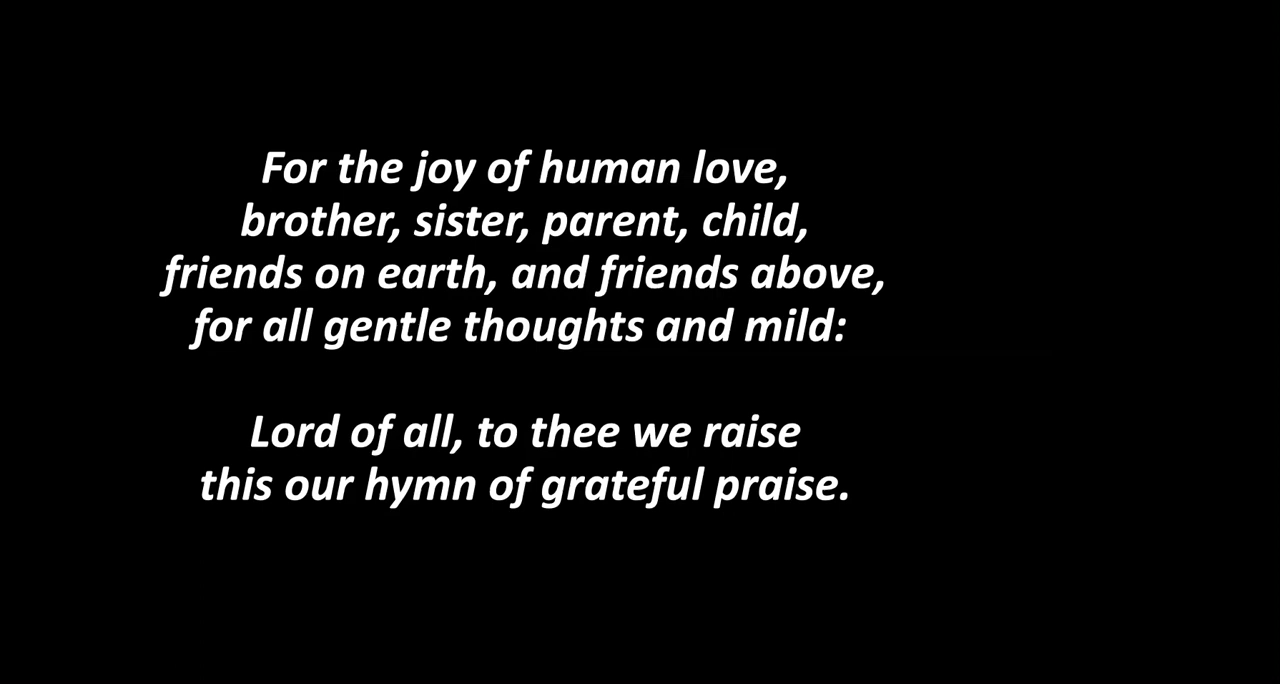 For the joy of human love,
brother, sister, parent, child,
friends on earth, and friends above,
for all gentle thoughts and mild:
Lord of all, to thee we raise
this our hymn of grateful praise.